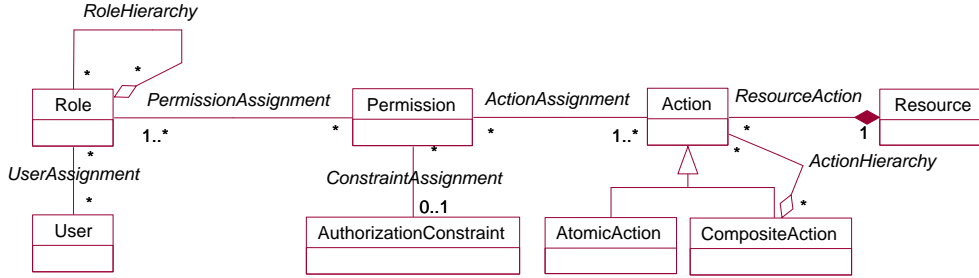 RoleHierarchy
* *
Role PermissionAssignment Permission ActionAssignment Action ResourceAction Resource
1..* * * 1..* * 1
* * * ActionHierarchy
UserAssignment ConstraintAssignment
* 0..1 *
User AuthorizationConstraint AtomicAction CompositeAction